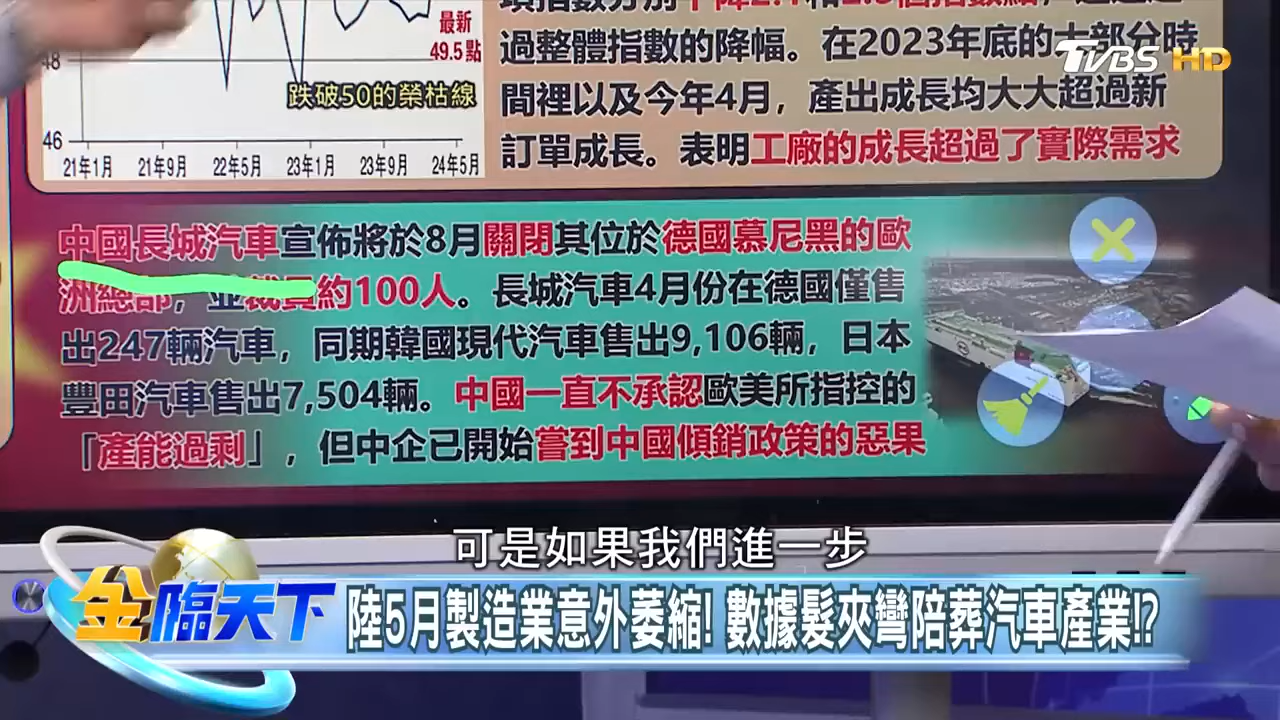 最新
49.5點
48
跌破50的榮枯線
46
21年1月 21年9月 22年5月 23年1月 23年9月 24年5月
過整體指數的降幅。在2023年底的大部分時
間裡以及今年4月，產出成長均大大超過新
訂單成長。表明工廠的成長超過了實際需求
TVBS HD
中國長城汽車宣佈將於8月關閉其位於德國慕尼黑的歐
洲總部，並裁員約100人。長城汽車4月份在德國僅售
出247輛汽車，同期韓國現代汽車售出9,106輛，日本
豐田汽車售出7,504輛。中國一直不承認歐美所指控的
「產能過剩」，但中企已開始嘗到中國傾銷政策的惡果
可是如果我們進一步
金臨天下
陸5月製造業意外萎縮! 數據髮夾彎陪葬汽車產業!?